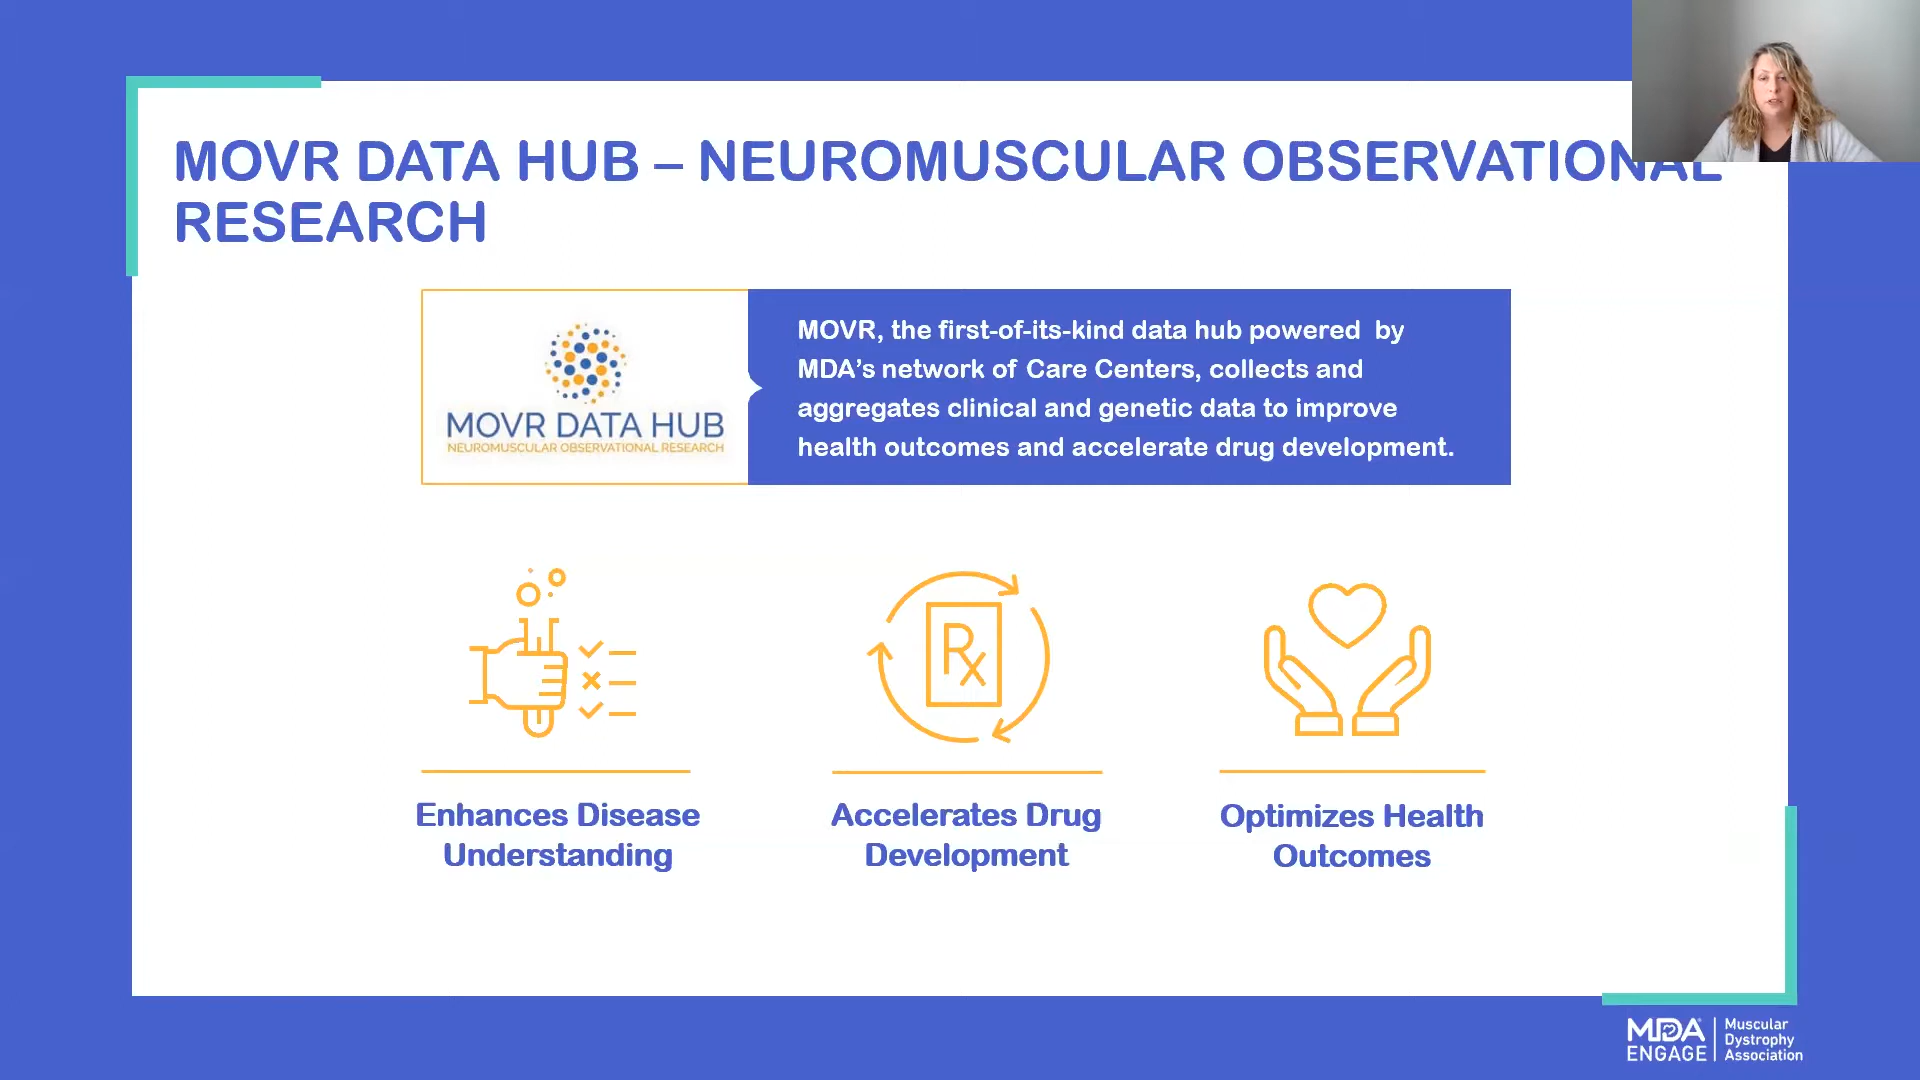 MOVR DATA HUB – NEUROMUSCULAR OBSERVATIONAL
RESEARCH
MOVR DATA HUB
NEUROMUSCULAR OBSERVATIONAL RESEARCH
MOVR, the first-of-its-kind data hub powered by
MDA's network of Care Centers, collects and
aggregates clinical and genetic data to improve
health outcomes and accelerate drug development.
Rx
Enhances Disease
Understanding
Accelerates Drug
Development
Optimizes Health
Outcomes
MDA
ENGAGE
Muscular
Dystrophy
Association